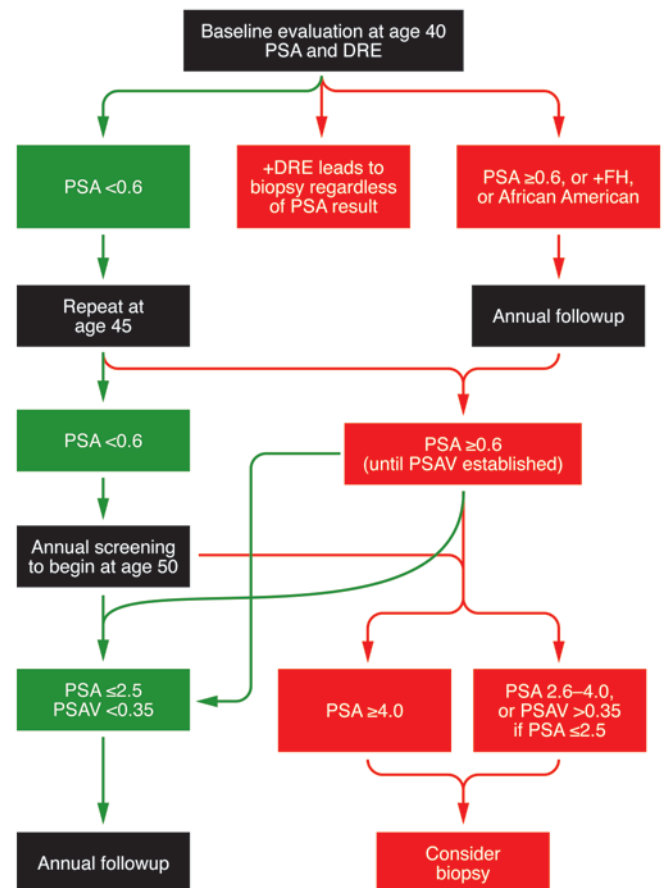 Baseline evaluation at age 40
PSA and DRE
PSA <0.6
+DRE leads to
biopsy regardless
of PSA result
PSA ≥0.6, or +FH,
or African American
Repeat at
age 45
Annual followup
PSA <0.6
PSA ≥0.6
(until PSAV established)
Annual screening
to begin at age 50
PSA ≤2.5
PSAV <0.35
PSA ≥4.0
PSA 2.6–4.0,
or PSAV >0.35
if PSA ≤2.5
Annual followup
Consider
biopsy